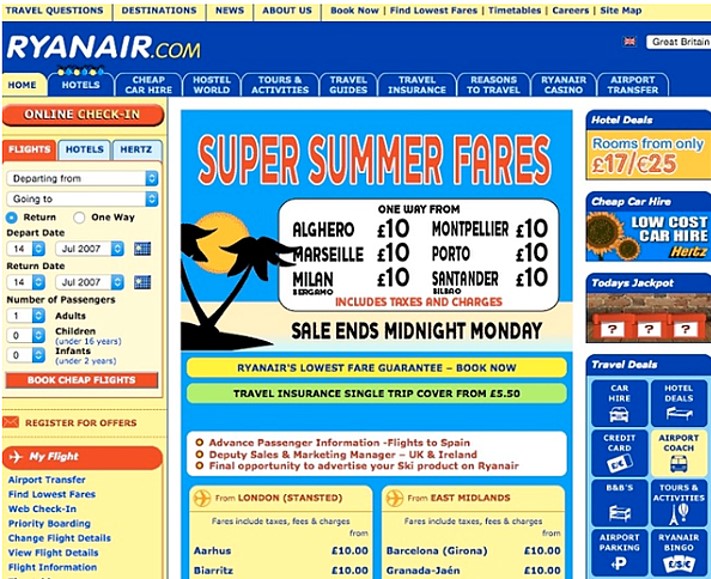 TRAVEL QUESTIONS DESTINATIONS NEWS ABOUT US Book Now | Find Lowest Fares | Timetables | Careers | Site Map
RYANAIR.COM
Great Britain
HOME HOTELS CHEAP CAR HIRE HOSTEL WORLD TOURS & ACTIVITIES TRAVEL GUIDES TRAVEL INSURANCE REASONS TO TRAVEL RYANAIR CASINO AIRPORT TRANSFER
ONLINE CHECK-IN
FLIGHTS HOTELS HERTZ
Departing from
Going to
Return One Way
Depart Date
14 Jul 2007
Return Date
14 Jul 2007
Number of Passengers
1 Adults
0 Children
(under 16 years)
0 Infants
(under 2 years)
BOOK CHEAP FLIGHTS
REGISTER FOR OFFERS
My Flight
Airport Transfer
Find Lowest Fares
Web Check-In
Priority Boarding
Change Flight Details
View Flight Details
Flight Information
SUPER SUMMER FARES
ONE WAY FROM
ALGHERO £10 MONTPELLIER £10
MARSEILLE £10 PORTO £10
MILAN £10 SANTANDER £10
BERGAMO BILBAO
INCLUDES TAXES AND CHARGES
SALE ENDS MIDNIGHT MONDAY
RYANAIR'S LOWEST FARE GUARANTEE – BOOK NOW
TRAVEL INSURANCE SINGLE TRIP COVER FROM £5.50
Advance Passenger Information -Flights to Spain
Deputy Sales & Marketing Manager – UK & Ireland
Final opportunity to advertise your Ski product on Ryanair
From LONDON (STANSTED)
Fares include taxes, fees & charges
from
Aarhus £10.00
Biarritz £10.00
From EAST MIDLANDS
Fares include taxes, fees & charges
from
Barcelona (Girona) £10.00
Granada-Jaén £10.00
Hotel Deals
Rooms from only
£17/€25
Cheap Car Hire
LOW COST
CAR HIRE
Hertz
Todays Jackpot
? ? ?
Travel Deals
CAR HIRE
HOTEL DEALS
CREDIT CARD
AIRPORT COACH
B&B'S
TOURS & ACTIVITIES
AIRPORT PARKING
RYANAIR BINGO